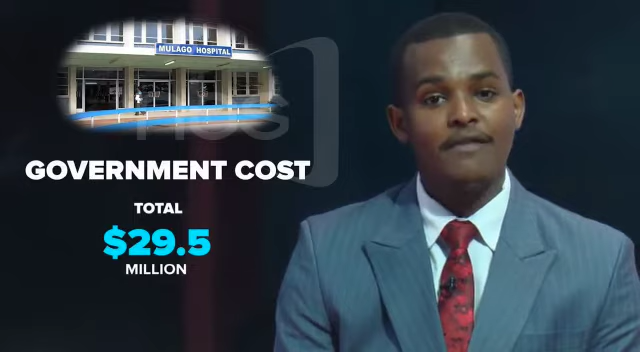 MULAGO HOSPITAL
GOVERNMENT COST
TOTAL
$29.5
MILLION